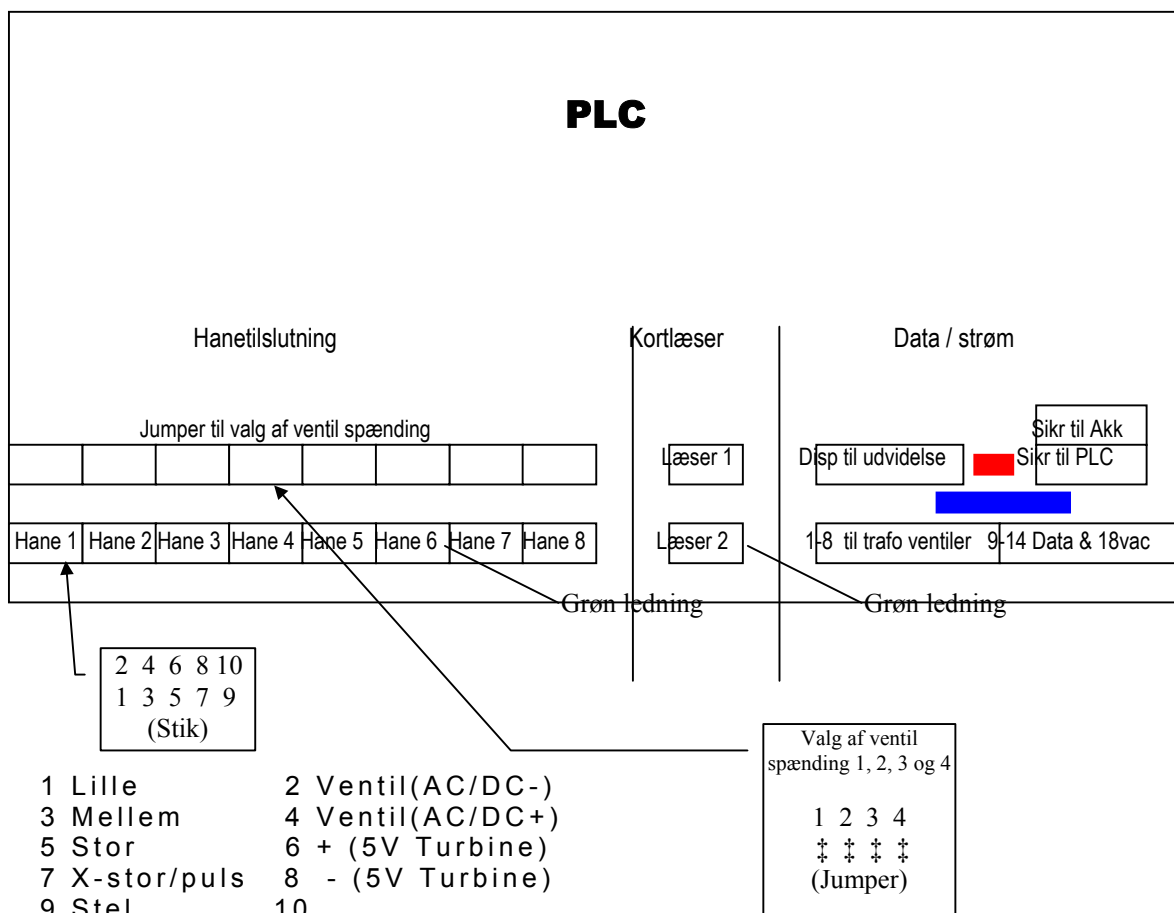 PLC
Hanetilslutning Kortlæser Data / strøm
Jumper til valg af ventil spænding
Sikr til Akk
Læser 1 Disp til udvidelse Sikr til PLC
Hane 1 Hane 2 Hane 3 Hane 4 Hane 5 Hane 6 Hane 7 Hane 8 Læser 2 1-8 til trafo ventiler 9-14 Data & 18vac
Grøn ledning Grøn ledning
2 4 6 8 10
1 3 5 7 9
(Stik)
Valg af ventil
spænding 1, 2, 3 og 4
1 2 3 4
‡ ‡ ‡ ‡
(Jumper)
1 Lille 2 Ventil(AC/DC-)
3 Mellem 4 Ventil(AC/DC+)
5 Stor 6 + (5V Turbine)
7 X-stor/puls 8 - (5V Turbine)
9 Stel 10